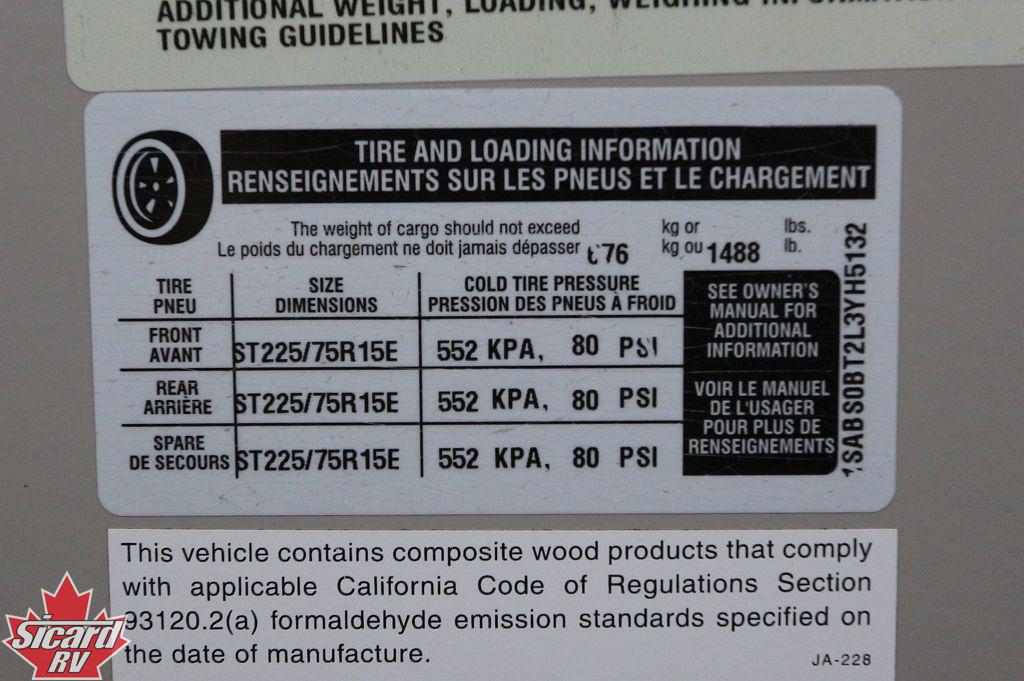 ADDITIONAL WEIGHT, LOADING, WEIGHING INFORMATION
TOWING GUIDELINES
TIRE AND LOADING INFORMATION
RENSEIGNEMENTS SUR LES PNEUS ET LE CHARGEMENT
The weight of cargo should not exceed kg or lbs.
Le poids du chargement ne doit jamais dépasser 676 kg ou 1488 lb.
TIRE SIZE COLD TIRE PRESSURE
PNEU DIMENSIONS PRESSION DES PNEUS À FROID
FRONT
AVANT ST225/75R15E 552 KPA, 80 PSI
REAR
ARRIÈRE ST225/75R15E 552 KPA, 80 PSI
SPARE
DE SECOURS ST225/75R15E 552 KPA, 80 PSI
SEE OWNER'S
MANUAL FOR
ADDITIONAL
INFORMATION
VOIR LE MANUEL
DE L'USAGER
POUR PLUS DE
RENSEIGNEMENTS
1SABS0BT2L3YH5132
This vehicle contains composite wood products that comply
with applicable California Code of Regulations Section
93120.2(a) formaldehyde emission standards specified on
the date of manufacture.
JA-228
Sicard
RV